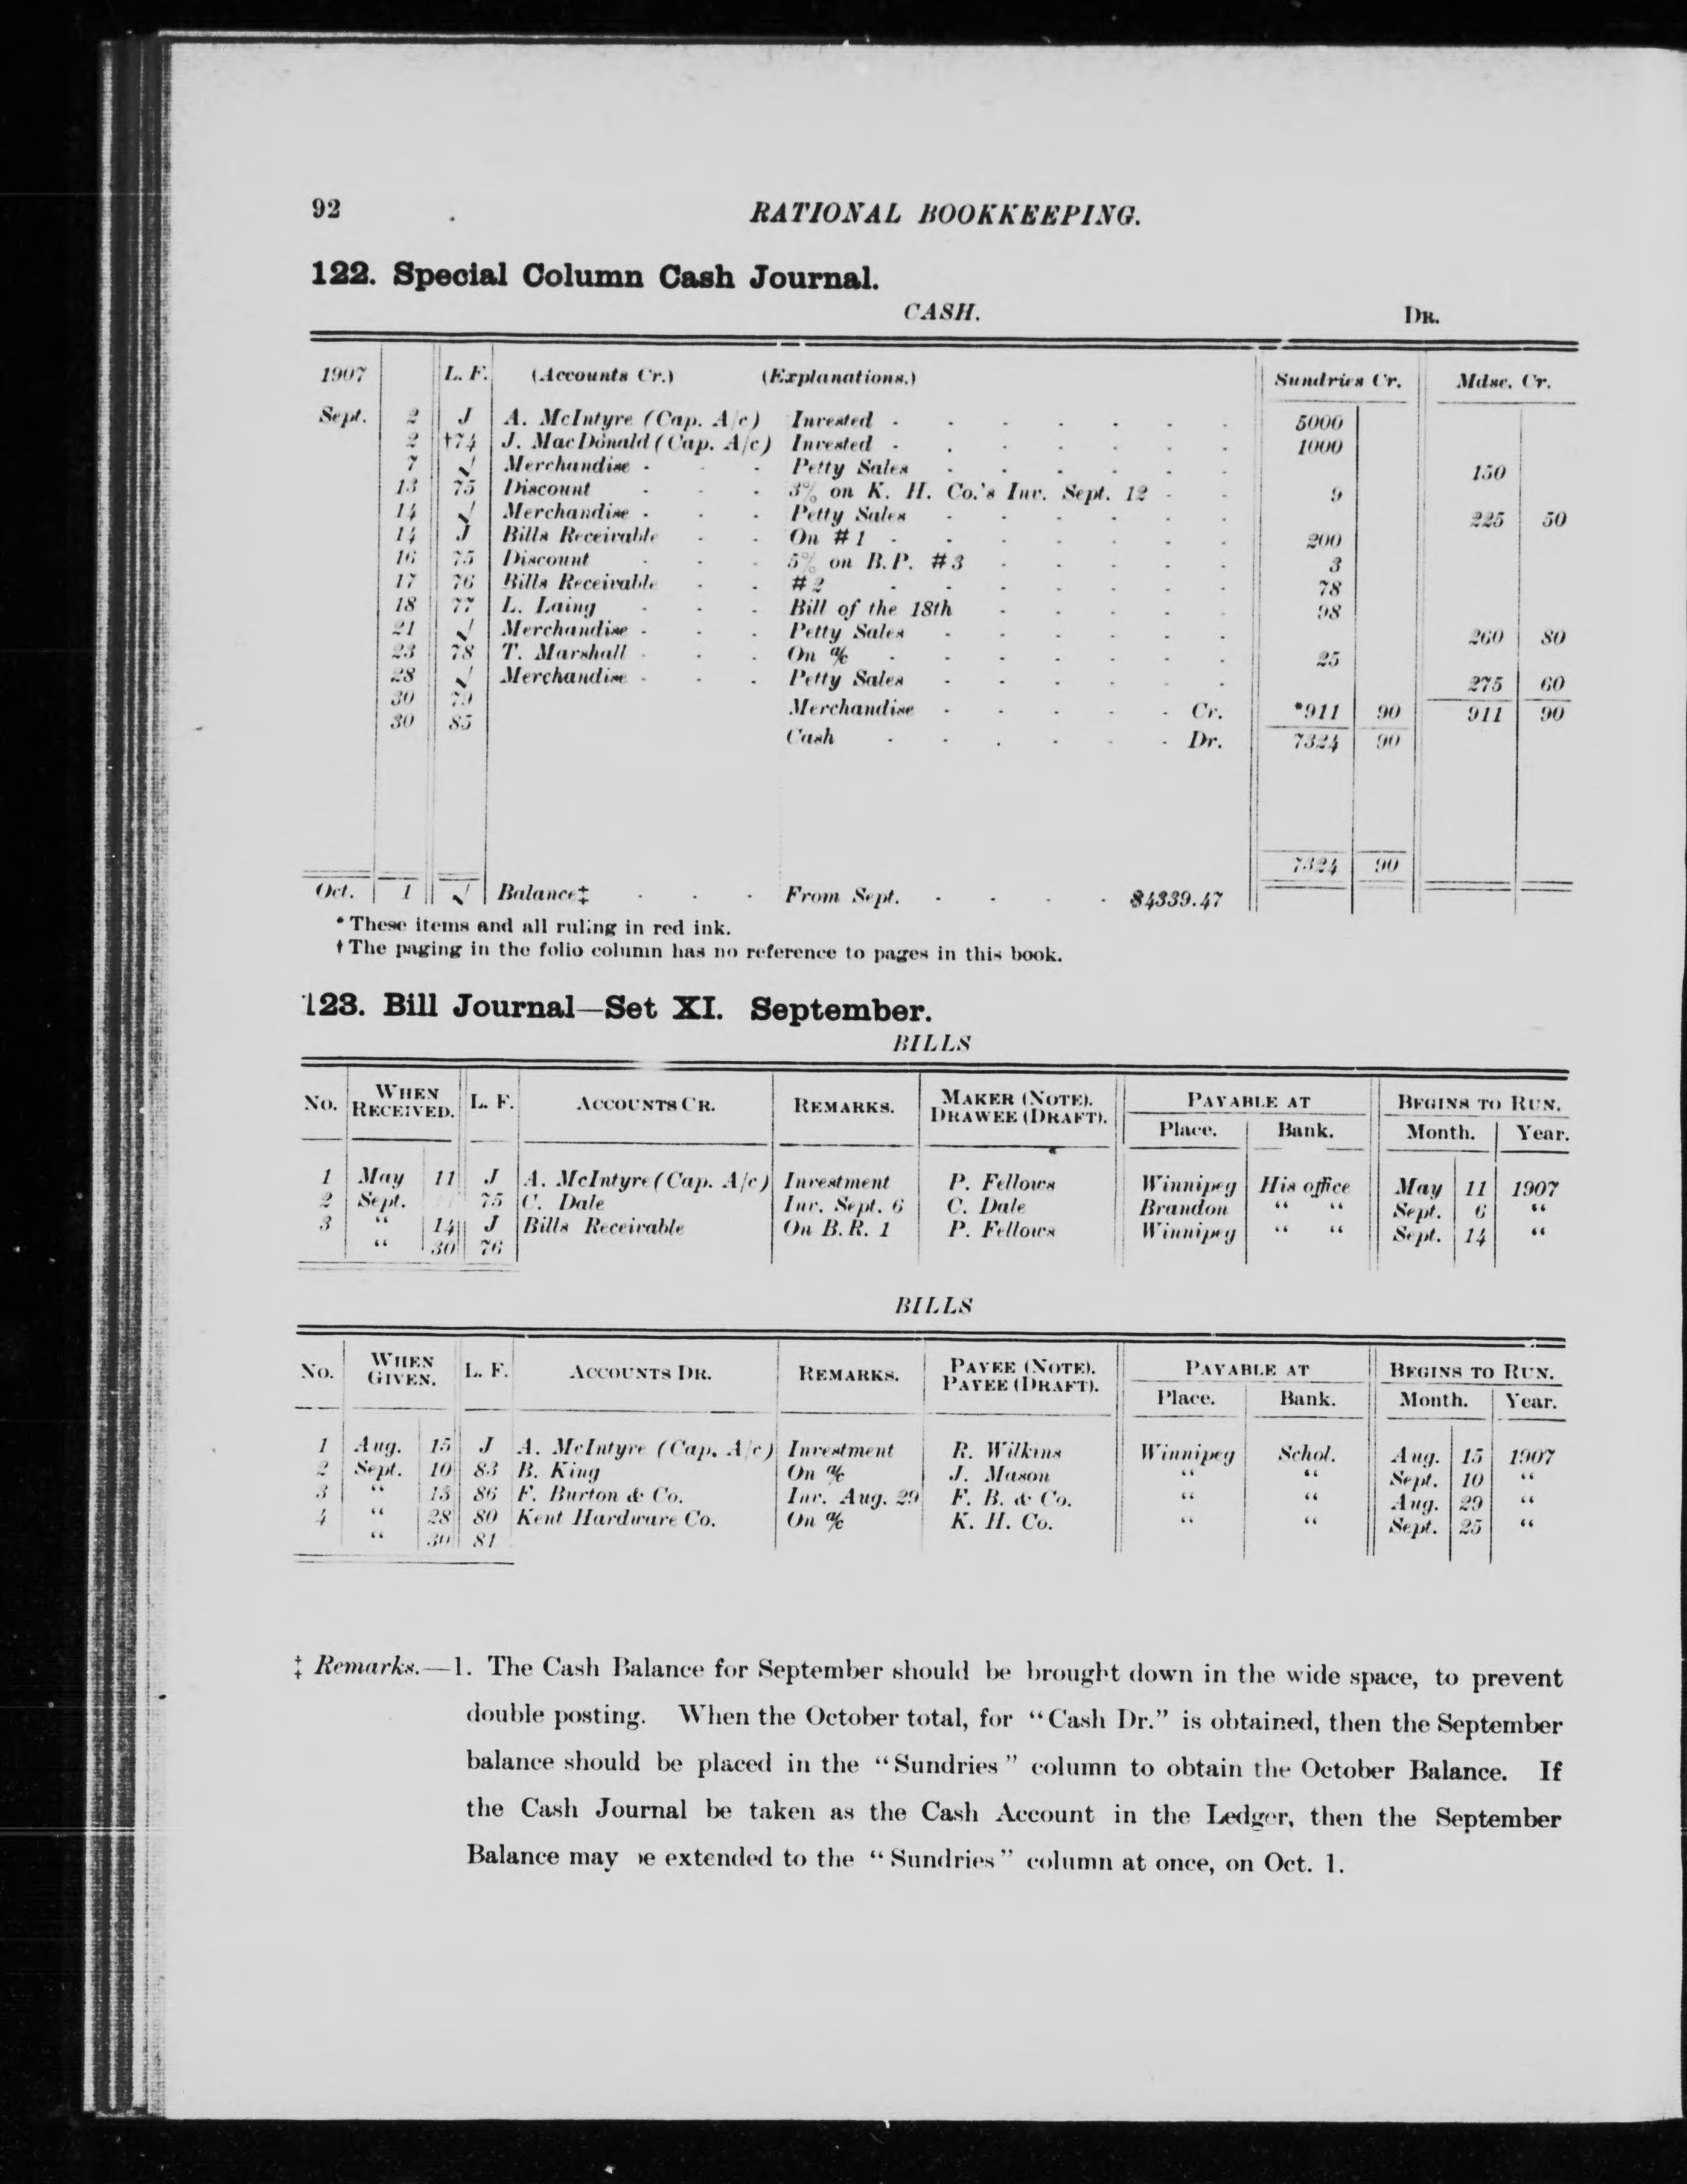 92 RATIONAL BOOKKEEPING.
122. Special Column Cash Journal.
CASH. DR.
1907 L. F. (Accounts Cr.) (Explanations.) Sundries Cr. Mdse. Cr.
Sept. 2 J A. McIntyre (Cap. A/c) Invested - 5000
2 †74 J. MacDonald (Cap. A/c) Invested - 1000
7 √ Merchandise - Petty Sales 150
13 75 Discount 3% on K. H. Co.'s Inv. Sept. 12 - 9
14 √ Merchandise - Petty Sales 225 50
14 J Bills Receivable On #1 - 200
16 75 Discount 5% on B.P. #3 3
17 76 Bills Receivable #2 78
18 77 L. Laing Bill of the 18th 98
21 √ Merchandise - Petty Sales 260 80
23 78 T. Marshall - On a/c 25
28 √ Merchandise - Petty Sales 275 60
30 79 Merchandise - Cr. *911 90 911 90
30 85 Cash - Dr. 7324 90
7324 90
Oct. 1 √ Balance‡ From Sept. - $4339.47
* These items and all ruling in red ink.
† The paging in the folio column has no reference to pages in this book.
123. Bill Journal—Set XI. September.
BILLS
No. WHEN RECEIVED. L. F. ACCOUNTS CR. REMARKS. MAKER (NOTE). DRAWEE (DRAFT). PAYABLE AT BEGINS TO RUN.
Place. Bank. Month. Year.
1 May 11 J A. McIntyre (Cap. A/c) Investment P. Fellows Winnipeg His office May 11 1907
2 Sept. 75 C. Dale Inv. Sept. 6 C. Dale Brandon “ “ Sept. 6 “
3 “ 14 J Bills Receivable On B.R. 1 P. Fellows Winnipeg “ “ Sept. 14 “
“ 30 76
BILLS
No. WHEN GIVEN. L. F. ACCOUNTS DR. REMARKS. PAYEE (NOTE). PAYEE (DRAFT). PAYABLE AT BEGINS TO RUN.
Place. Bank. Month. Year.
1 Aug. 15 J A. McIntyre (Cap. A/c) Investment R. Wilkins Winnipeg Schol. Aug. 15 1907
2 Sept. 10 83 B. King On a/c J. Mason “ “ Sept. 10 “
3 “ 13 86 F. Burton & Co. Inv. Aug. 29 F. B. & Co. “ “ Aug. 29 “
4 “ 28 80 Kent Hardware Co. On a/c K. H. Co. “ “ Sept. 25 “
“ 30 81
‡ Remarks.—1. The Cash Balance for September should be brought down in the wide space, to prevent
double posting. When the October total, for “Cash Dr.” is obtained, then the September
balance should be placed in the “Sundries” column to obtain the October Balance. If
the Cash Journal be taken as the Cash Account in the Ledger, then the September
Balance may be extended to the “Sundries” column at once, on Oct. 1.